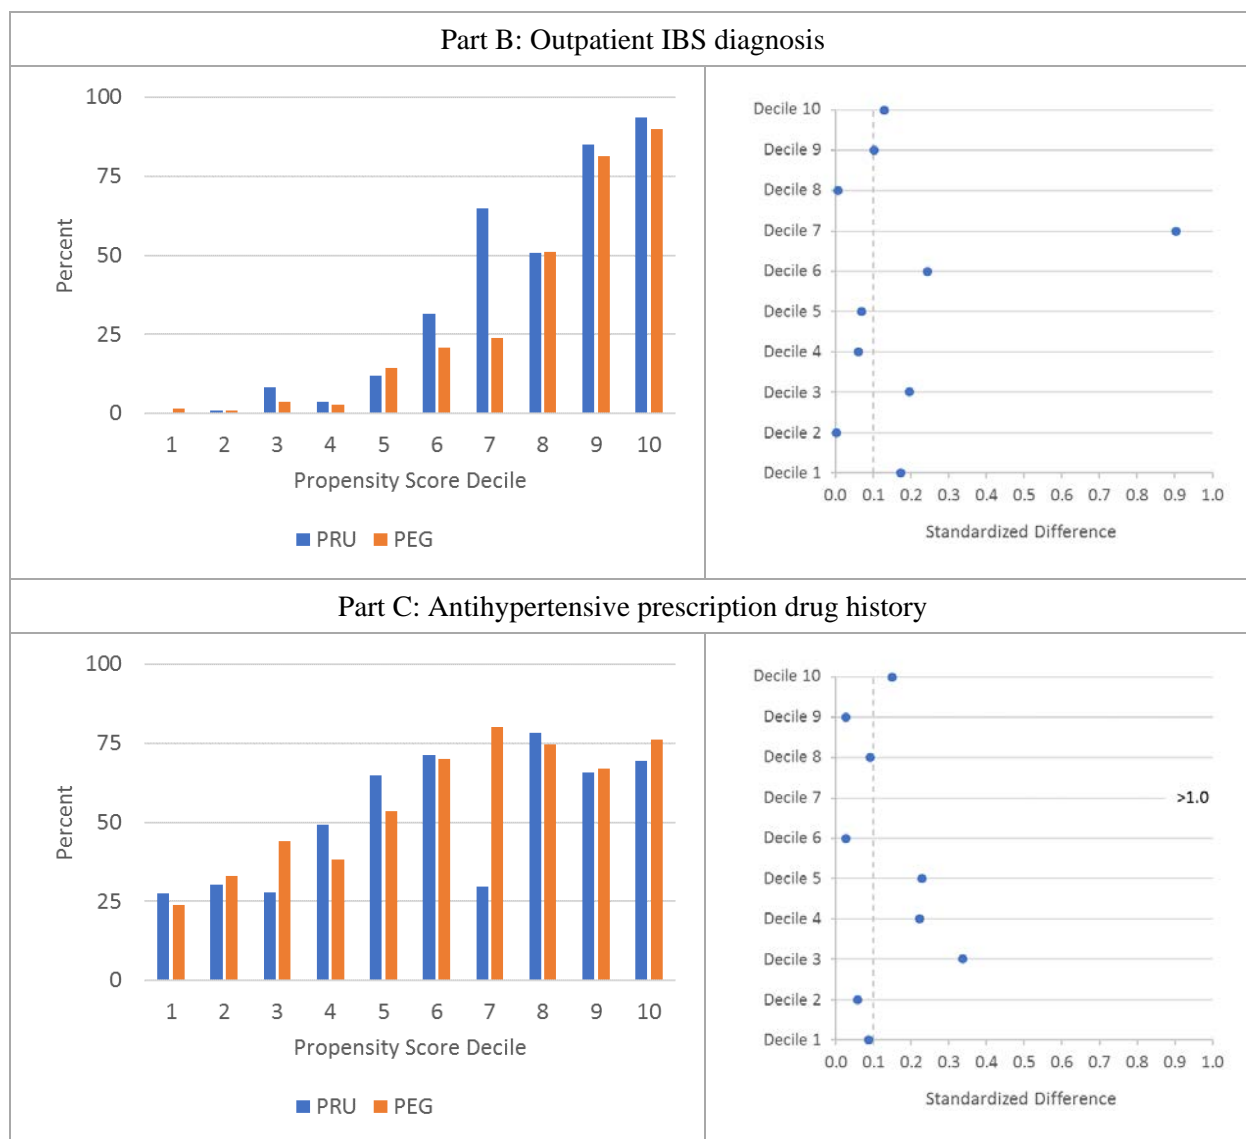 Part B: Outpatient IBS diagnosis
100
75
50
25
0
Percent
1 2 3 4 5 6 7 8 9 10
Propensity Score Decile
PRU PEG
Decile 10
Decile 9
Decile 8
Decile 7
Decile 6
Decile 5
Decile 4
Decile 3
Decile 2
Decile 1
0.0 0.1 0.2 0.3 0.4 0.5 0.6 0.7 0.8 0.9 1.0
Standardized Difference
Part C: Antihypertensive prescription drug history
100
75
50
25
0
Percent
1 2 3 4 5 6 7 8 9 10
Propensity Score Decile
PRU PEG
Decile 10
Decile 9
Decile 8
Decile 7 >1.0
Decile 6
Decile 5
Decile 4
Decile 3
Decile 2
Decile 1
0.0 0.1 0.2 0.3 0.4 0.5 0.6 0.7 0.8 0.9 1.0
Standardized Difference